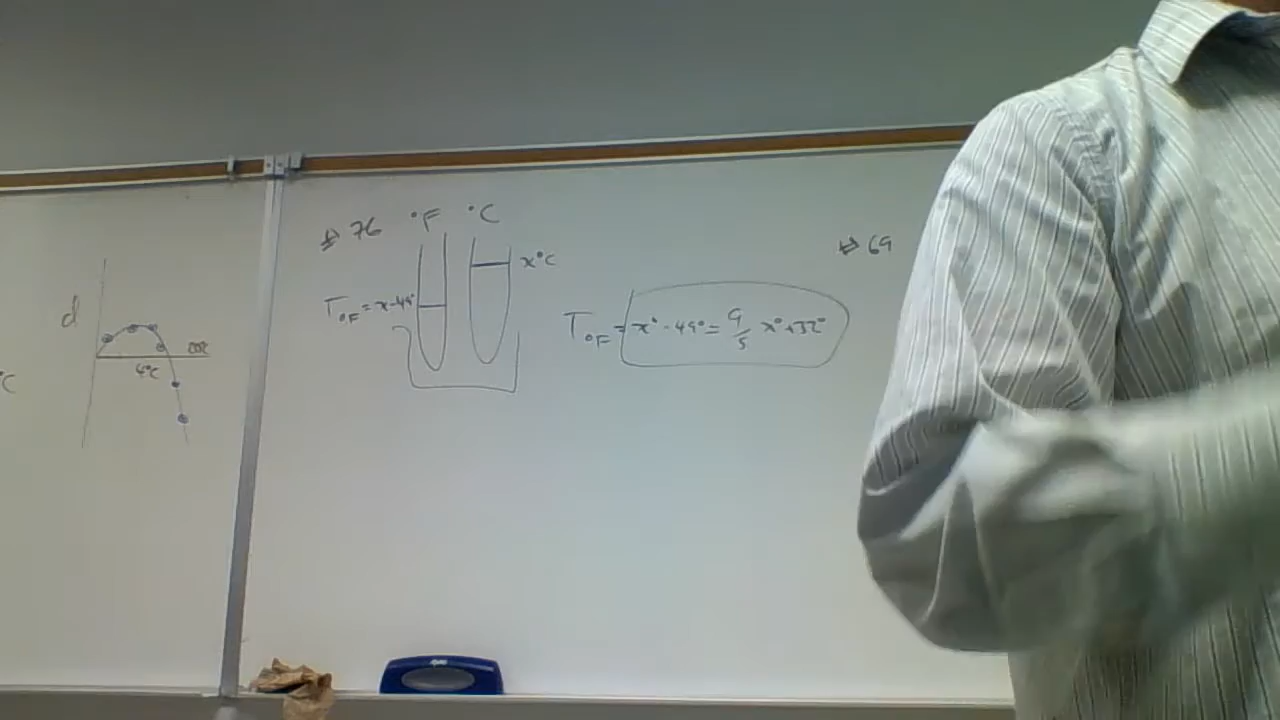 d
4°C
°C
76
°F °C
x°C
T°F = x-49°
T°F = x° - 49° = 9/5 x° + 32°
69